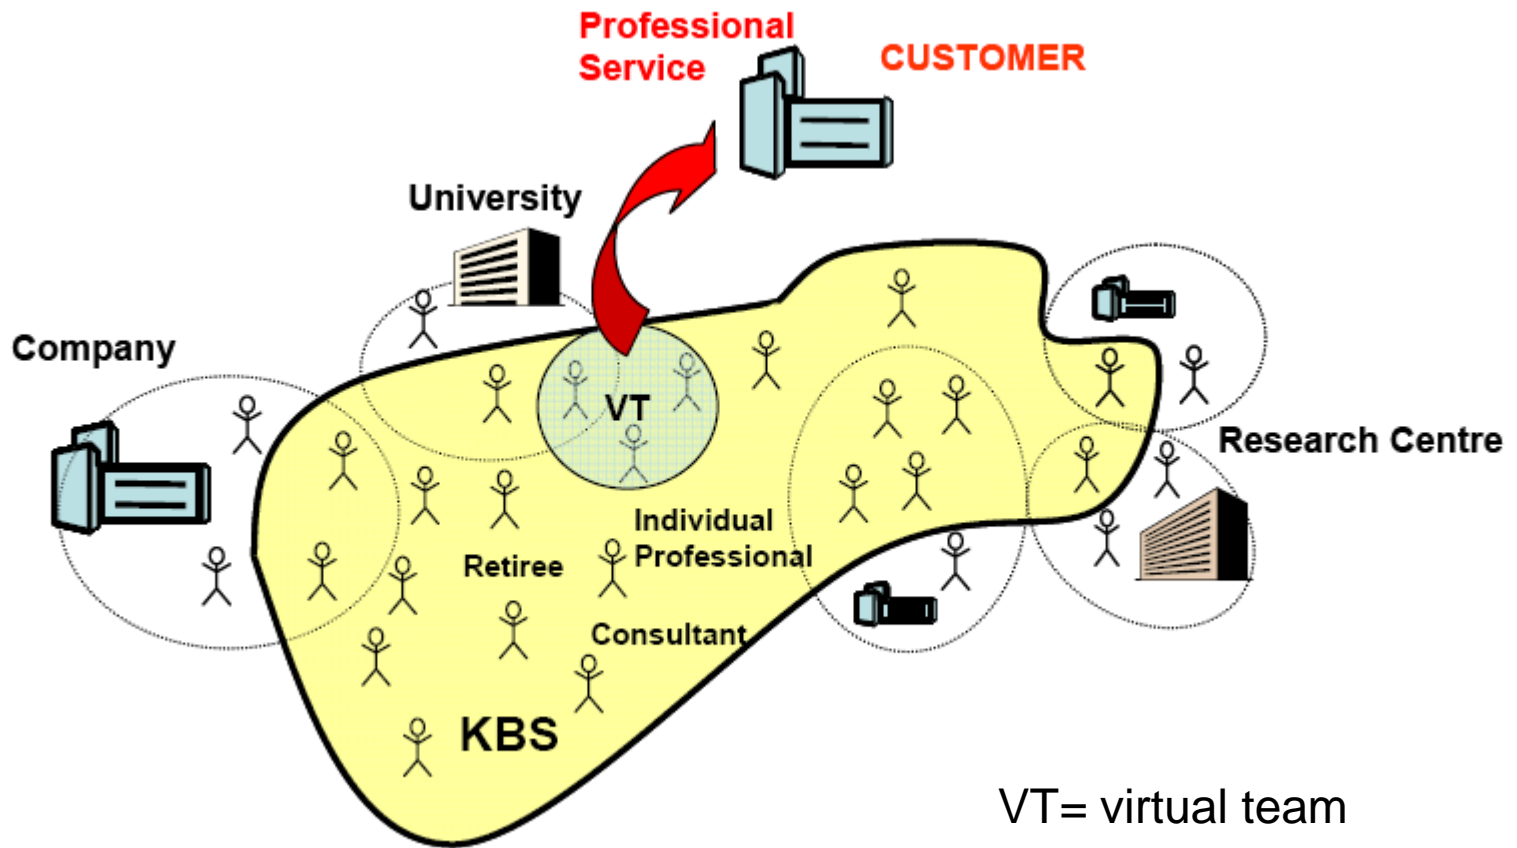 Professional
Service
CUSTOMER
University
Company
VT
Research Centre
Individual
Professional
Retiree
Consultant
KBS
VT= virtual team